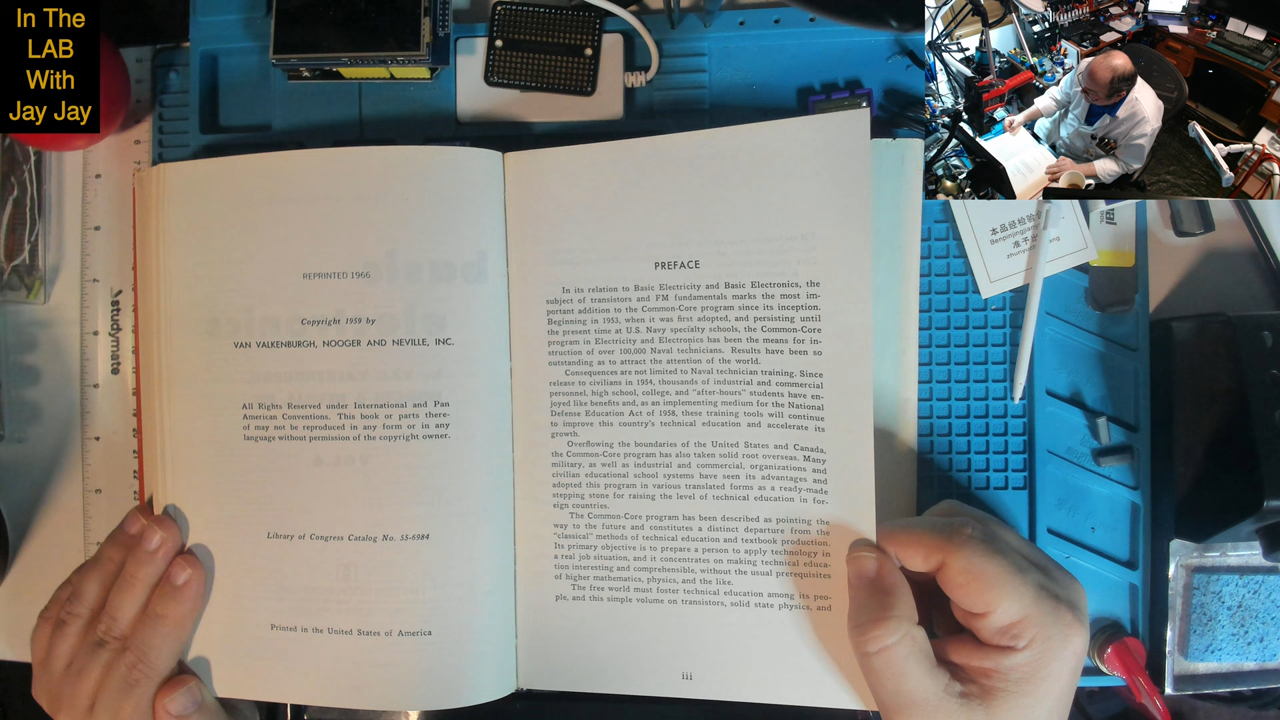 In The
LAB
With
Jay Jay
REPRINTED 1966
Copyright 1959 by
VAN VALKENBURGH, NOOGER AND NEVILLE, INC.
All Rights Reserved under International and Pan
American Conventions. This book or parts there-
of may not be reproduced in any form or in any
language without permission of the copyright owner.
Library of Congress Catalog No. 55-6984
Printed in the United States of America
PREFACE
In its relation to Basic Electricity and Basic Electronics, the
subject of transistors and FM fundamentals marks the most im-
portant addition to the Common-Core program since its inception.
Beginning in 1953, when it was first adopted, and persisting until
the present time at U.S. Navy specialty schools, the Common-Core
program in Electricity and Electronics has been the means for in-
struction of over 100,000 Naval technicians. Results have been so
outstanding as to attract the attention of the world.
Consequences are not limited to Naval technician training. Since
release to civilians in 1954, thousands of industrial and commercial
personnel, high school, college, and "after-hours" students have en-
joyed like benefits and, as an implementing medium for the National
Defense Education Act of 1958, these training tools will continue
to improve this country's technical education and accelerate its
growth.
Overflowing the boundaries of the United States and Canada,
the Common-Core program has also taken solid root overseas. Many
military, as well as industrial and commercial, organizations and
civilian educational school systems have seen its advantages and
adopted this program in various translated forms as a ready-made
stepping stone for raising the level of technical education in for-
eign countries.
The Common-Core program has been described as pointing the
way to the future and constitutes a distinct departure from the
"classical" methods of technical education and textbook production.
Its primary objective is to prepare a person to apply technology in
a real job situation, and it concentrates on making technical educa-
tion interesting and comprehensible, without the usual prerequisites
of higher mathematics, physics, and the like.
The free world must foster technical education among its peo-
ple, and this simple volume on transistors, solid state physics, and
iii
studymate
本品经检验
准予出